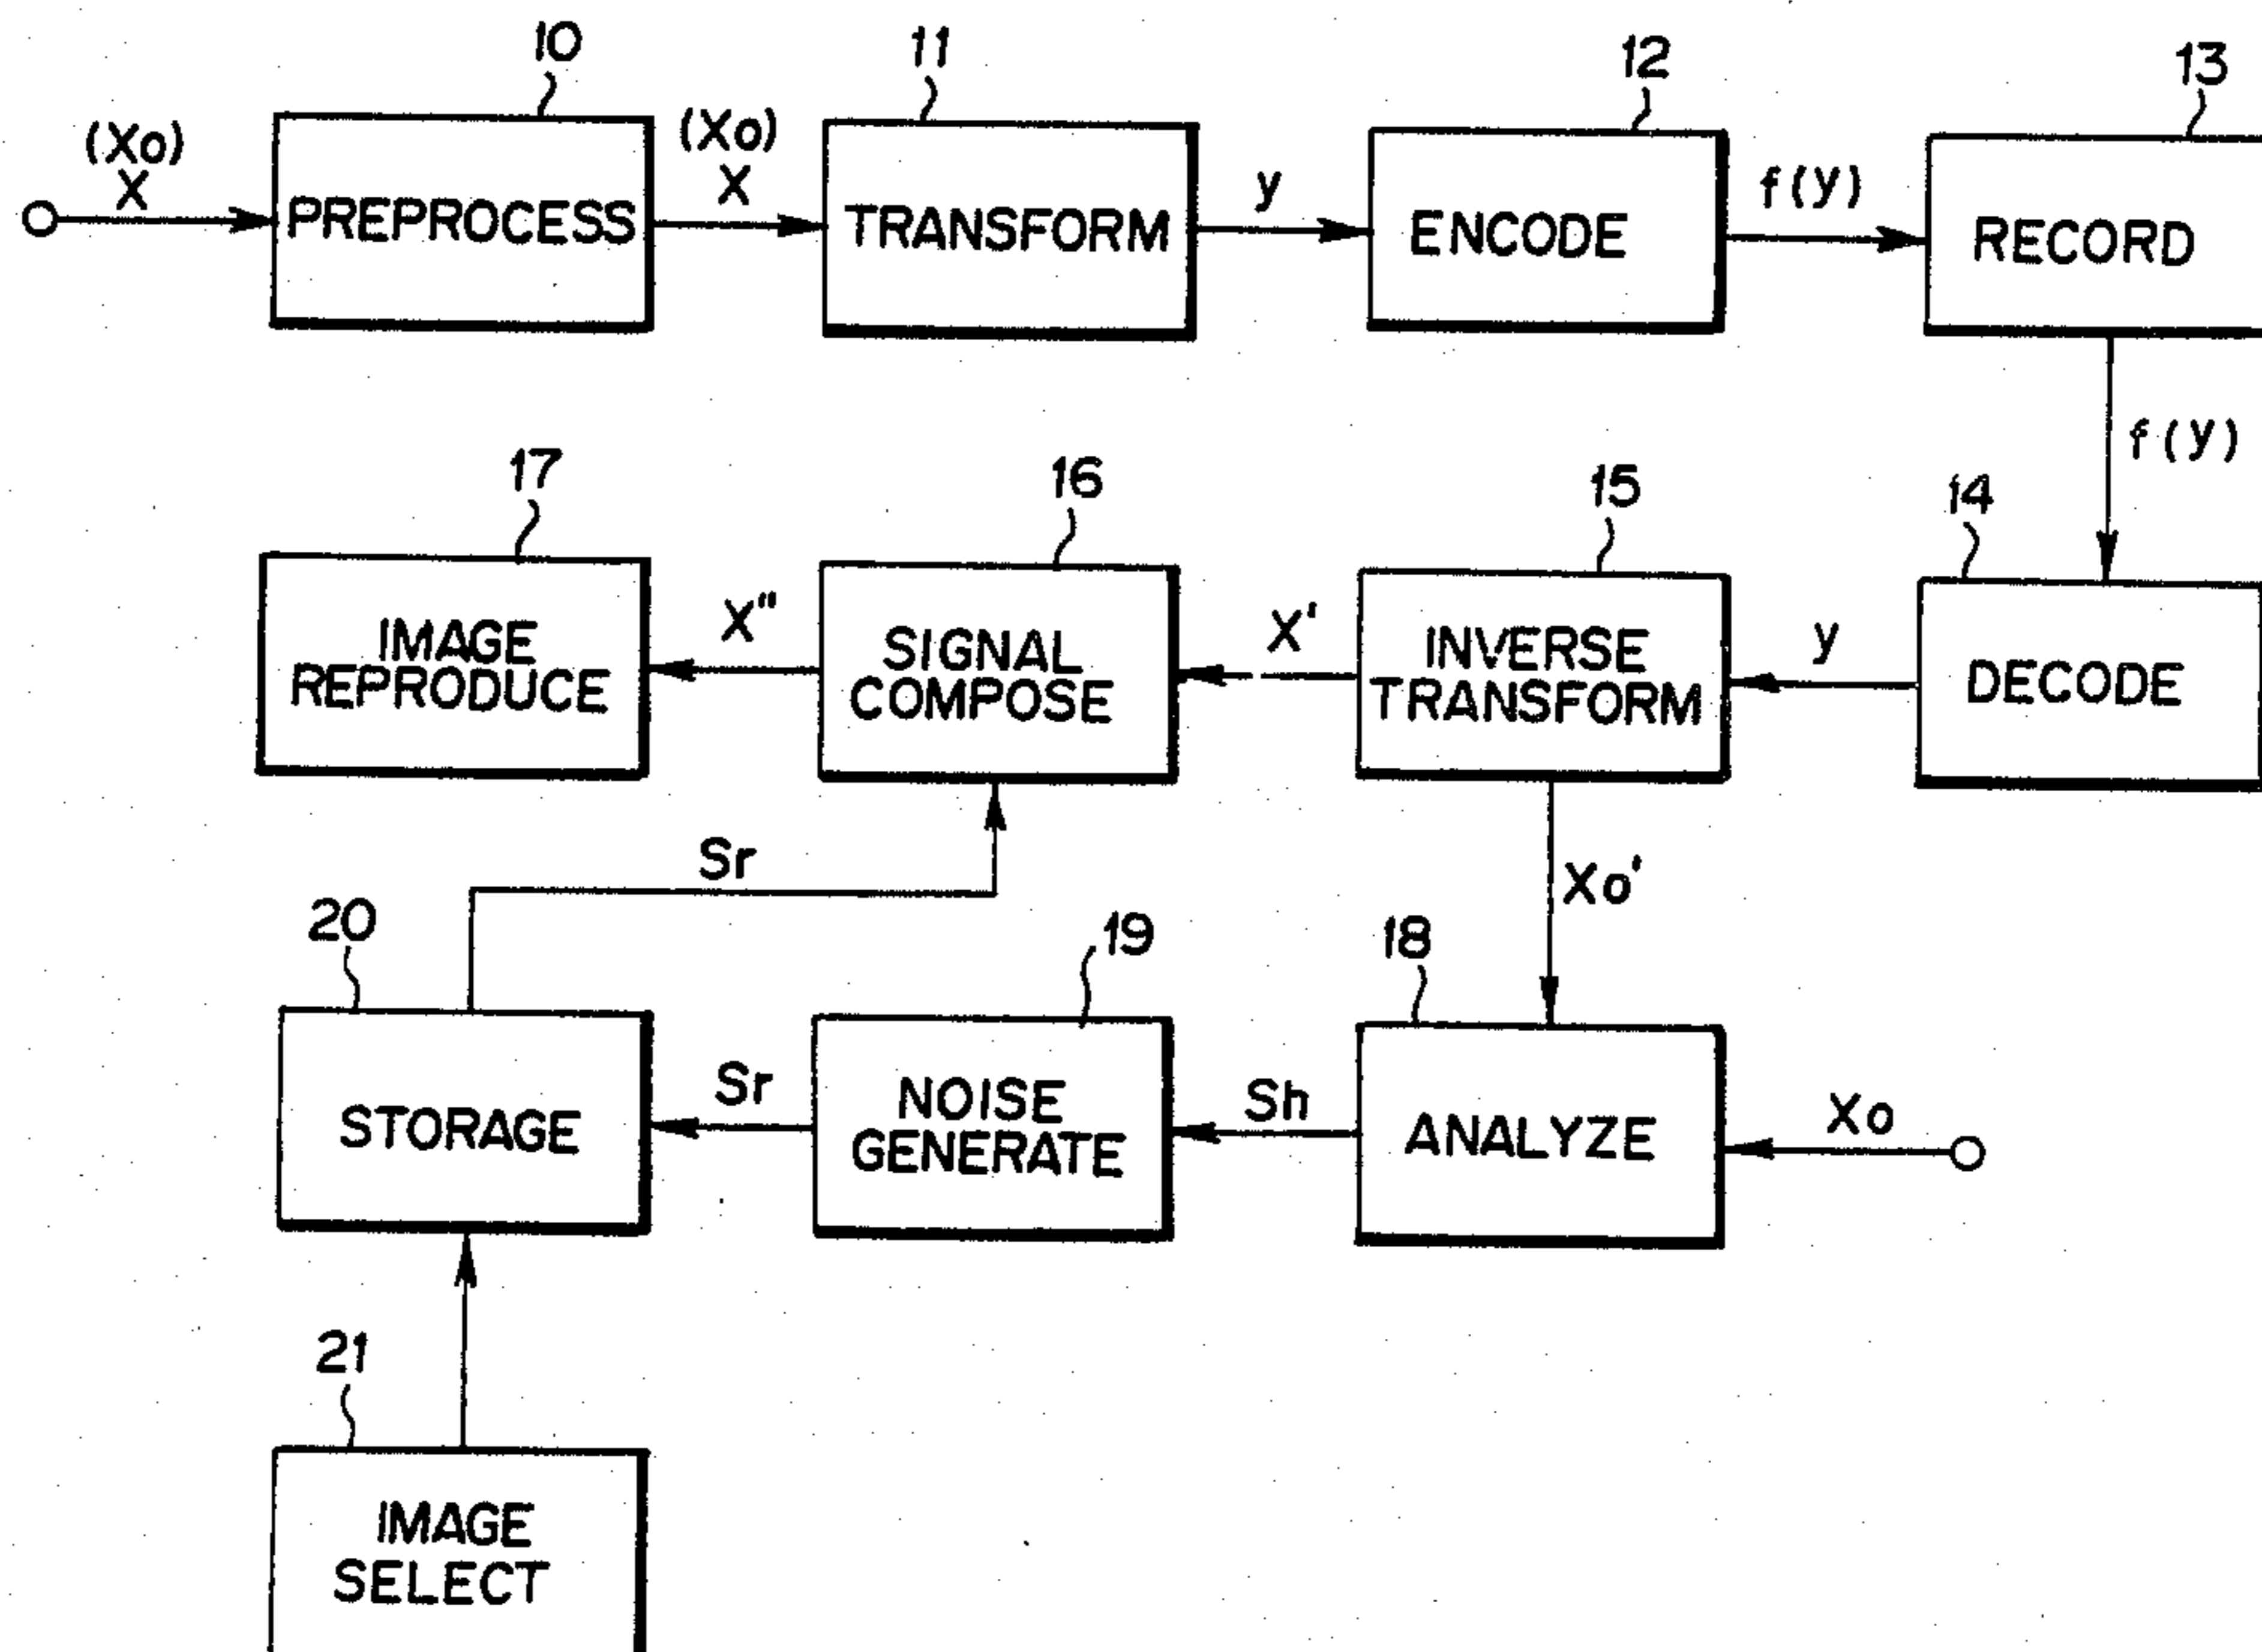 10
11
12
13
(Xo)
X
PREPROCESS
(Xo)
X
TRANSFORM
y
ENCODE
f(y)
RECORD
f(y)
17
16
15
14
IMAGE
REPRODUCE
X"
SIGNAL
COMPOSE
X'
INVERSE
TRANSFORM
y
DECODE
Sr
Xo'
20
19
18
STORAGE
Sr
NOISE
GENERATE
Sh
ANALYZE
Xo
21
IMAGE
SELECT